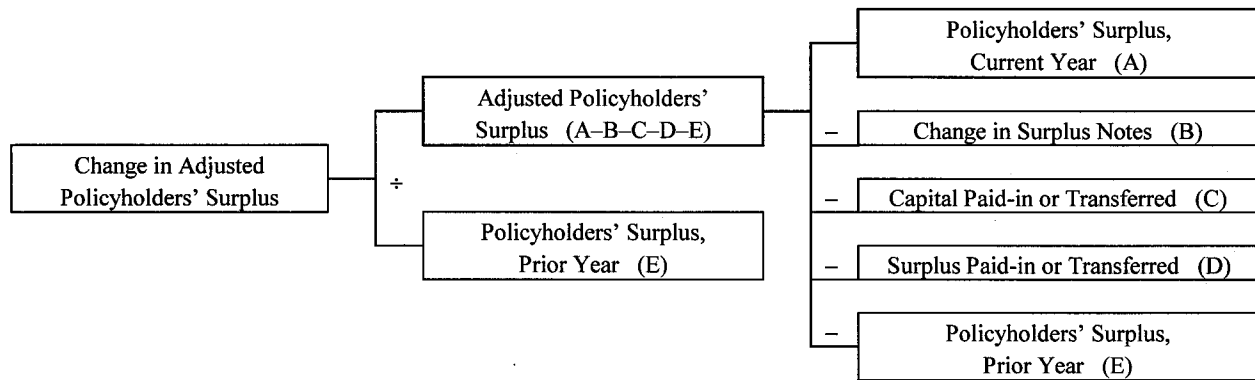 Policyholders’ Surplus,
Current Year (A)
Adjusted Policyholders’
Surplus (A–B–C–D–E)
– Change in Surplus Notes (B)
Change in Adjusted
Policyholders’ Surplus
÷
– Capital Paid-in or Transferred (C)
Policyholders’ Surplus,
Prior Year (E)
– Surplus Paid-in or Transferred (D)
– Policyholders’ Surplus,
Prior Year (E)